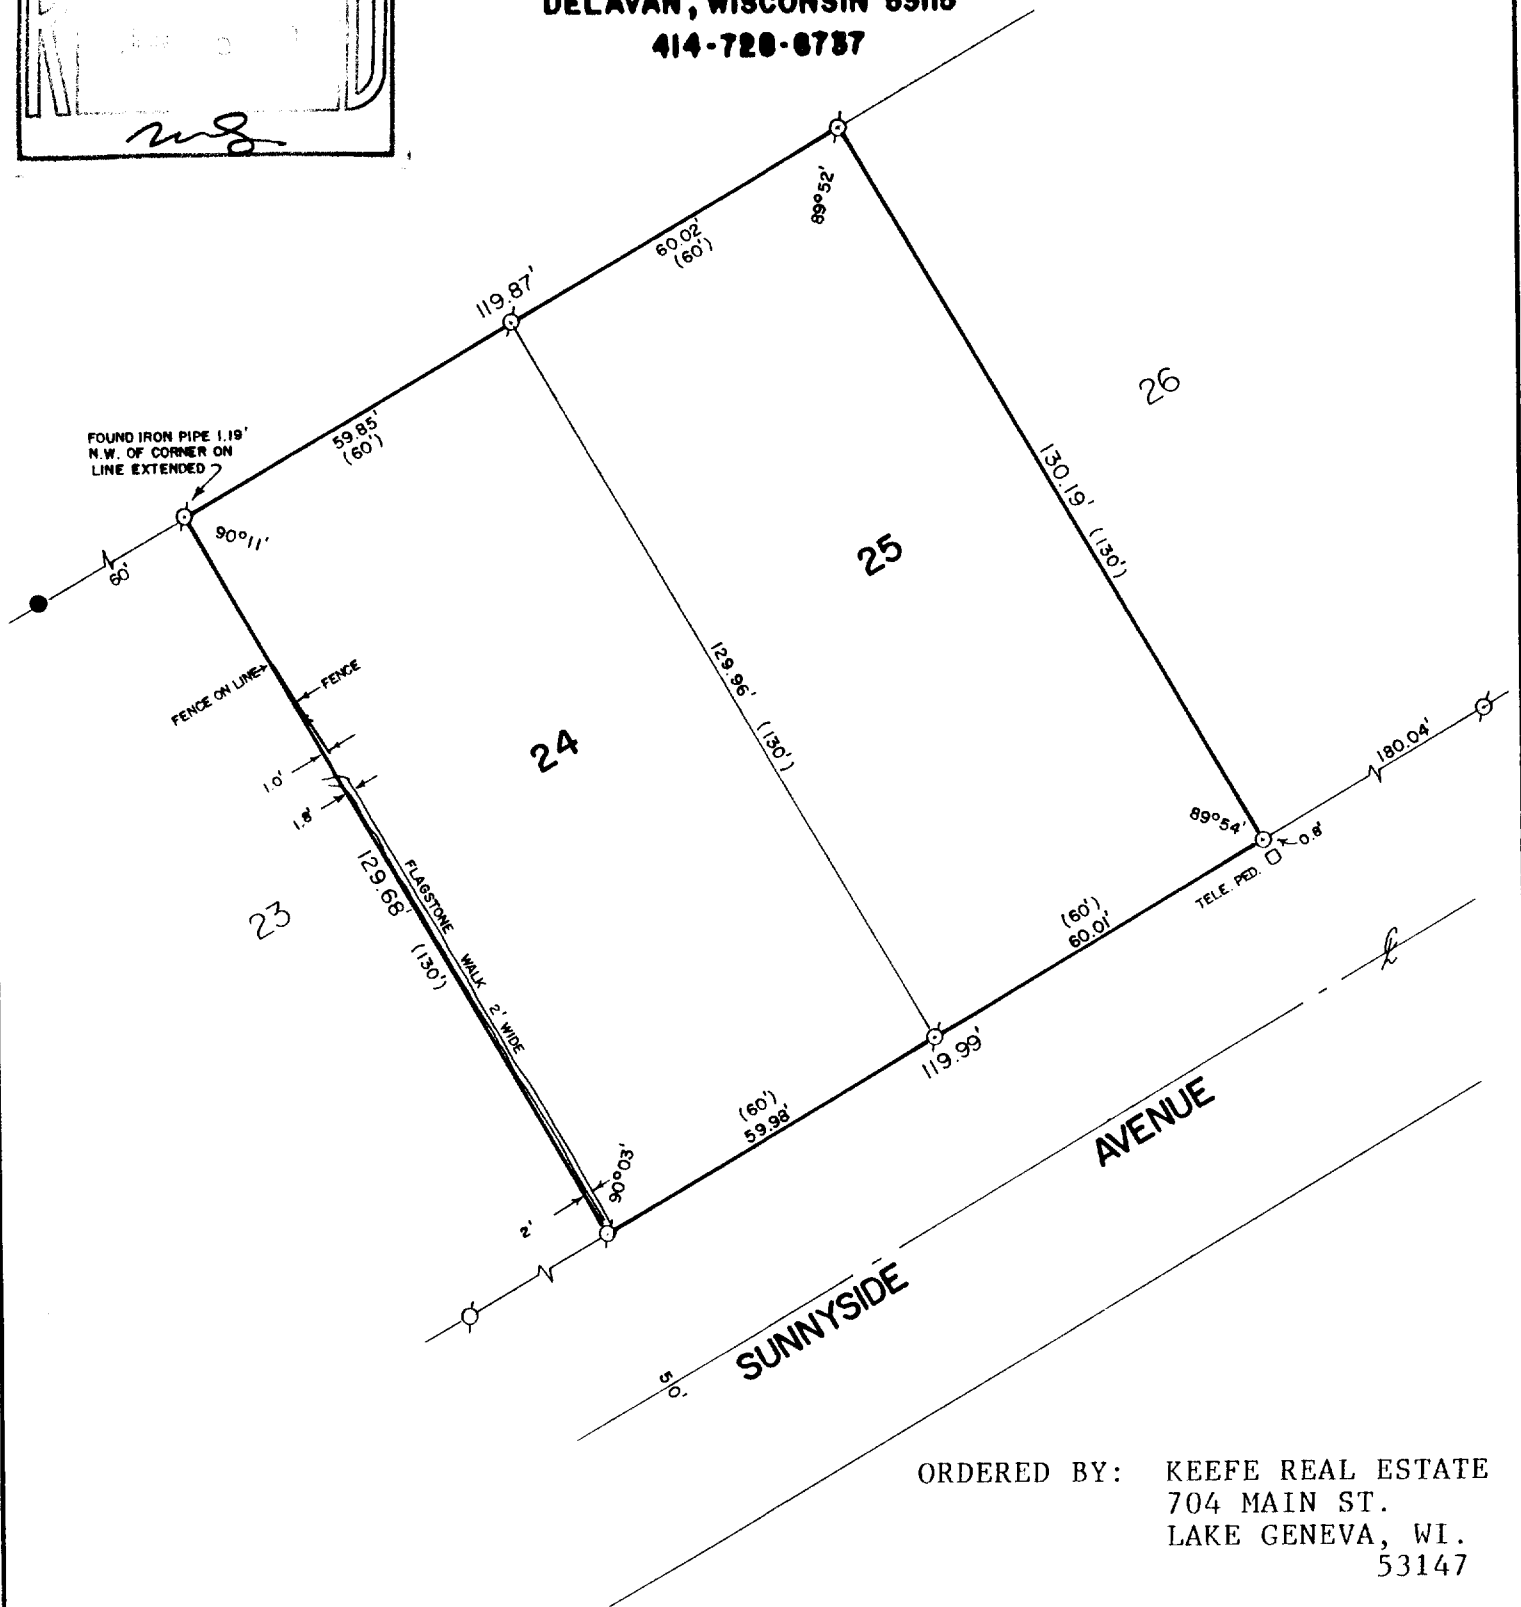 DELAVAN, WISCONSIN 53115
414-728-6737
89°52'
60.02'
(60')
119.87'
26
59.85'
(60')
FOUND IRON PIPE 1.19'
N.W. OF CORNER ON
LINE EXTENDED
90°11'
60'
130.19' (130')
25
FENCE ON LINE
FENCE
129.96' (130')
24
1.0'
1.8'
180.04'
89°54'
0.8'
TELE. PED.
129.68' (130')
FLAGSTONE WALK 2' WIDE
23
(60')
60.01'
119.99'
(60')
59.98'
90°03'
2'
SUNNYSIDE AVENUE
50'
ORDERED BY: KEEFE REAL ESTATE
704 MAIN ST.
LAKE GENEVA, WI.
53147